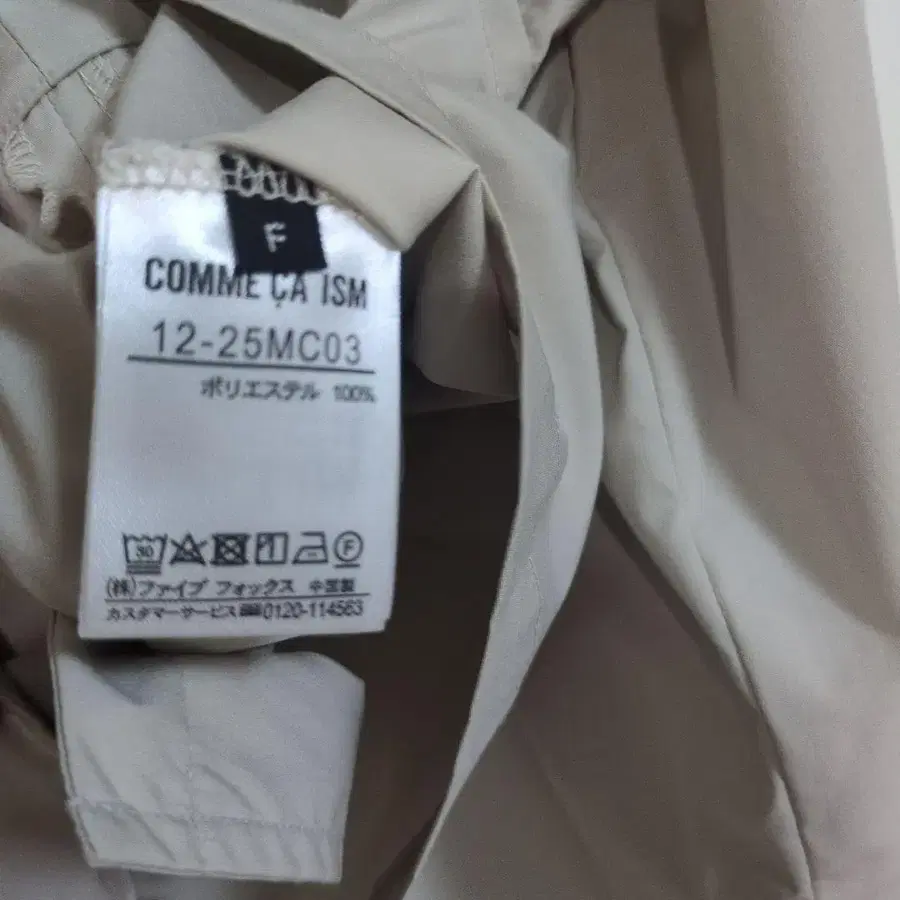 F
COMME ÇA ISM
12-25MC03
ポリエステル 100%
30 F
(株)ファイブ フォックス 中国製
カスタマーサービス 0120-114563